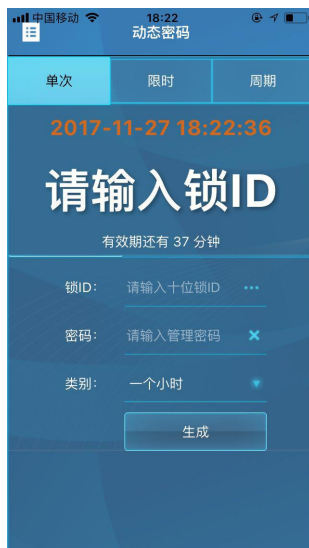 中国移动 18:22
动态密码
单次 限时 周期
2017-11-27 18:22:36
请输入锁ID
有效期还有 37 分钟
锁ID： 请输入十位锁ID
密码： 请输入管理密码
类别： 一个小时
生成